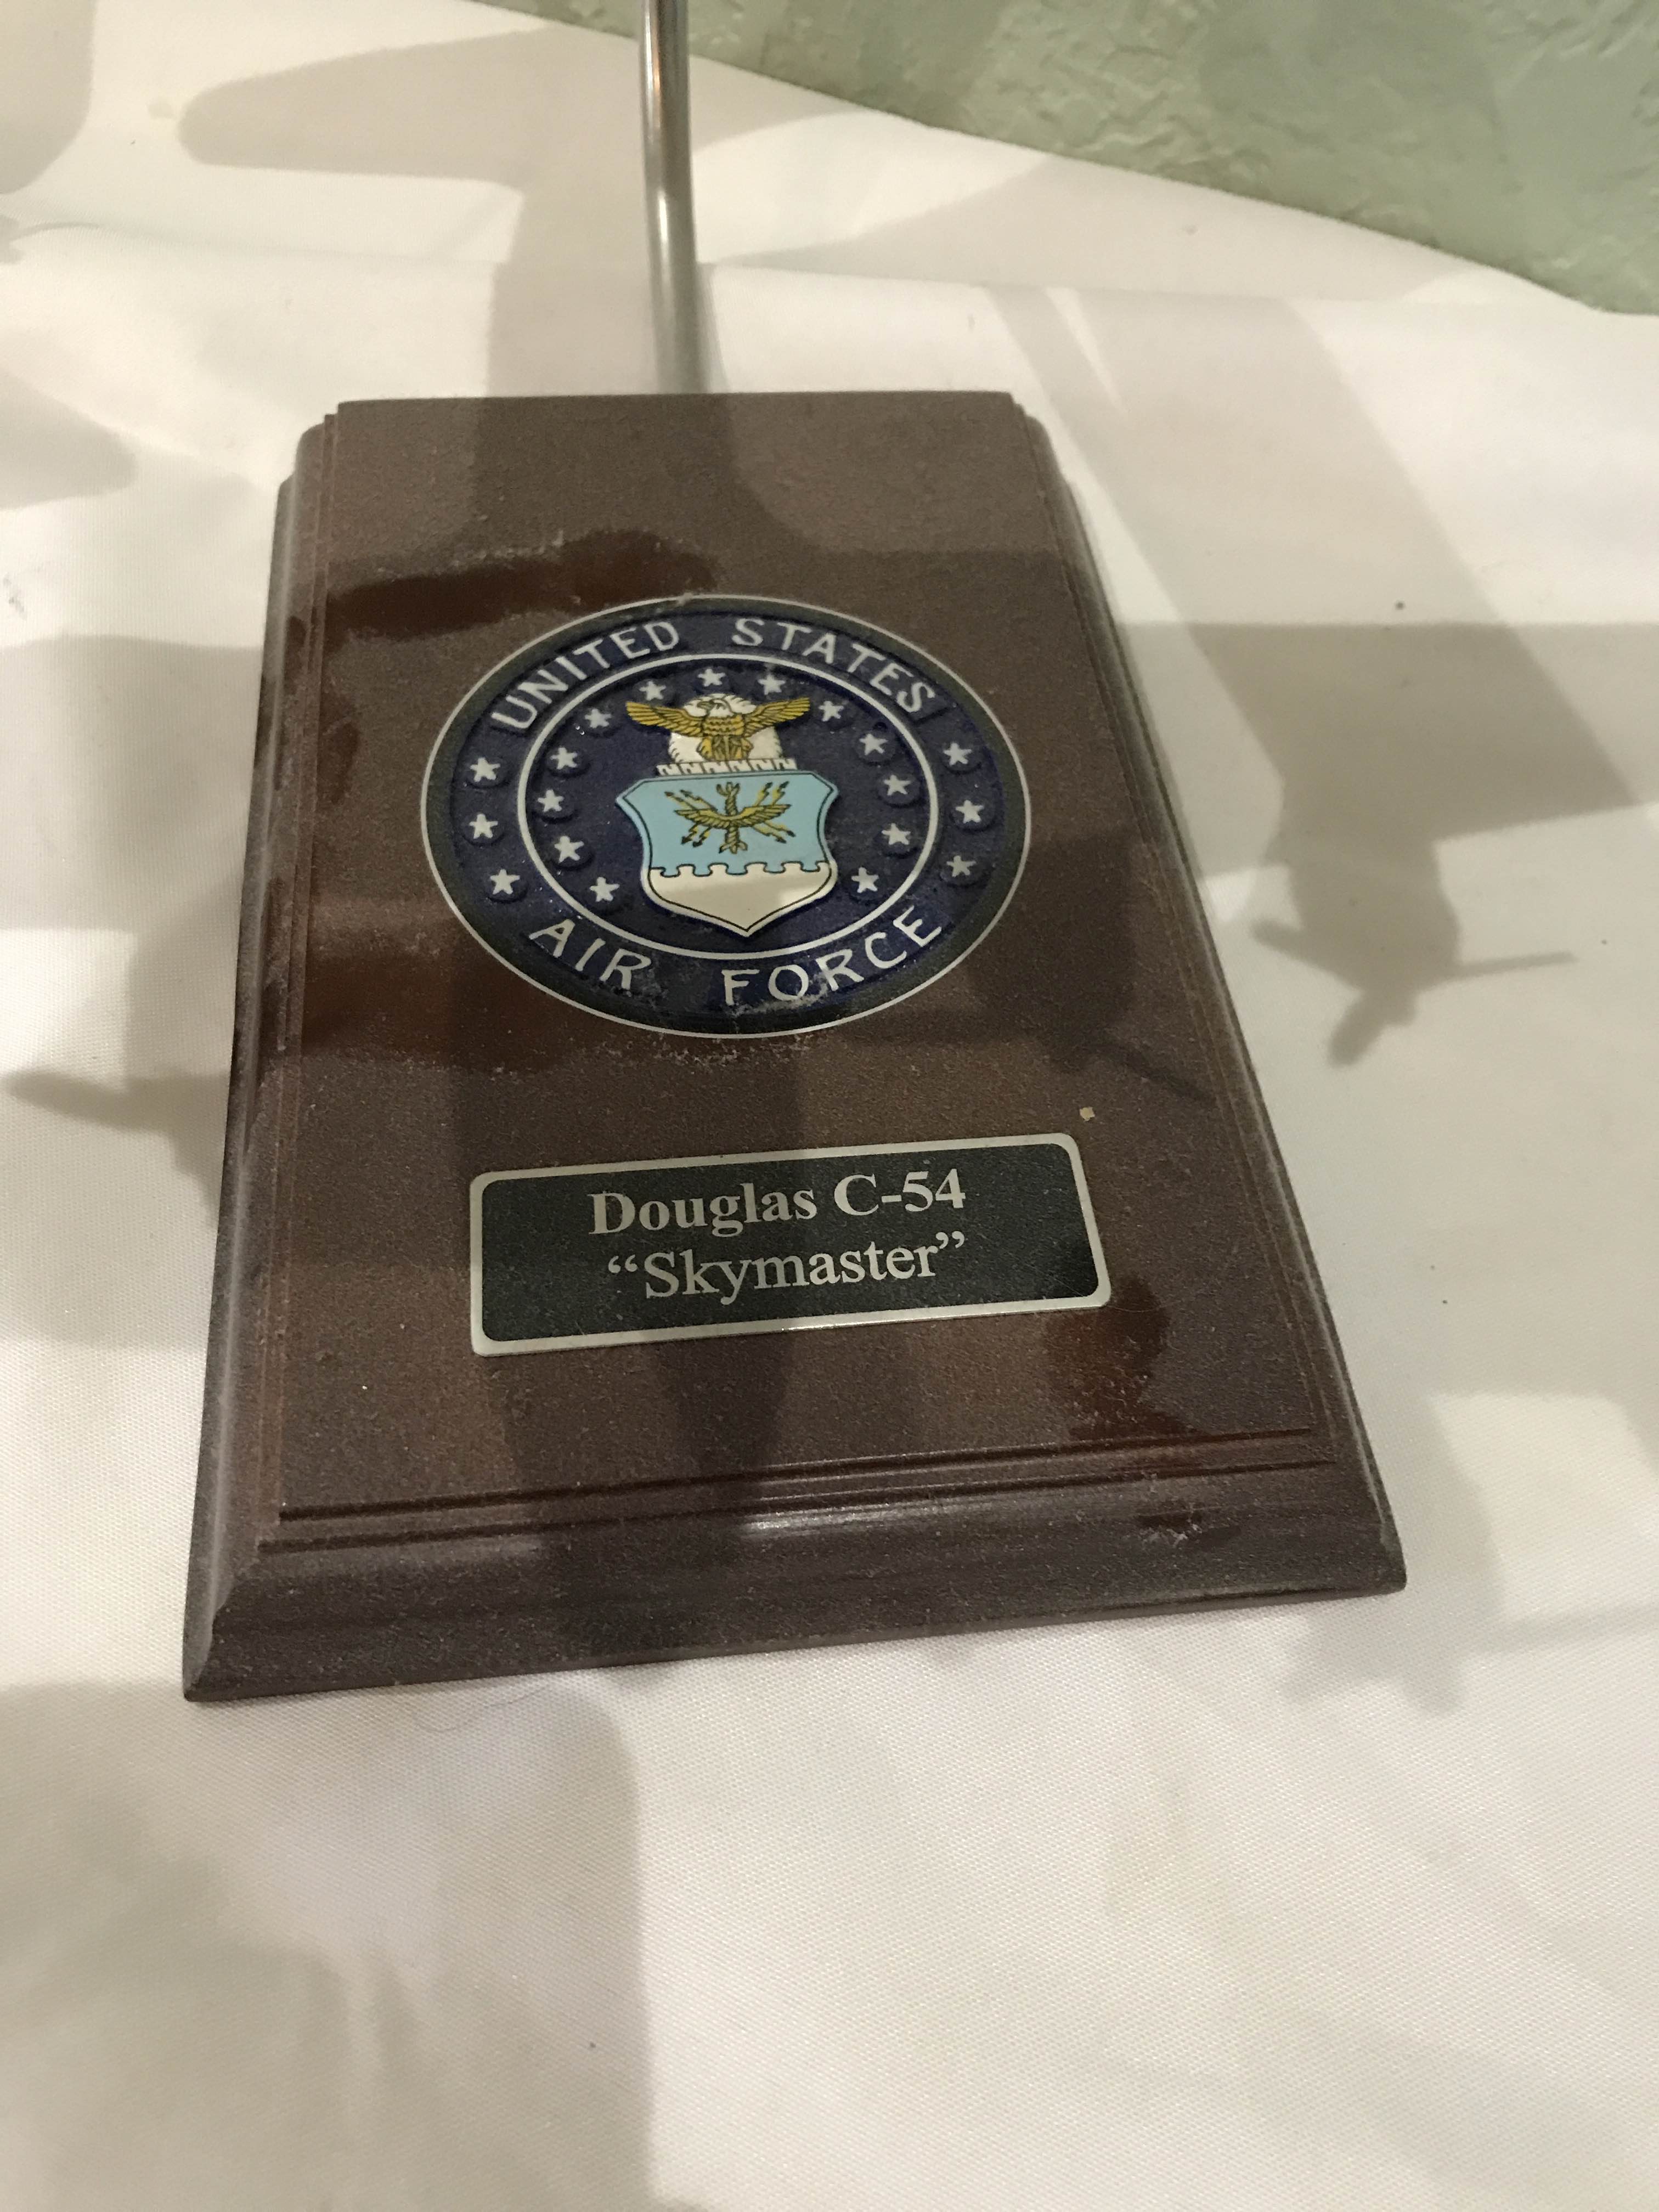 UNITED STATES
AIR FORCE
Douglas C-54
“Skymaster”